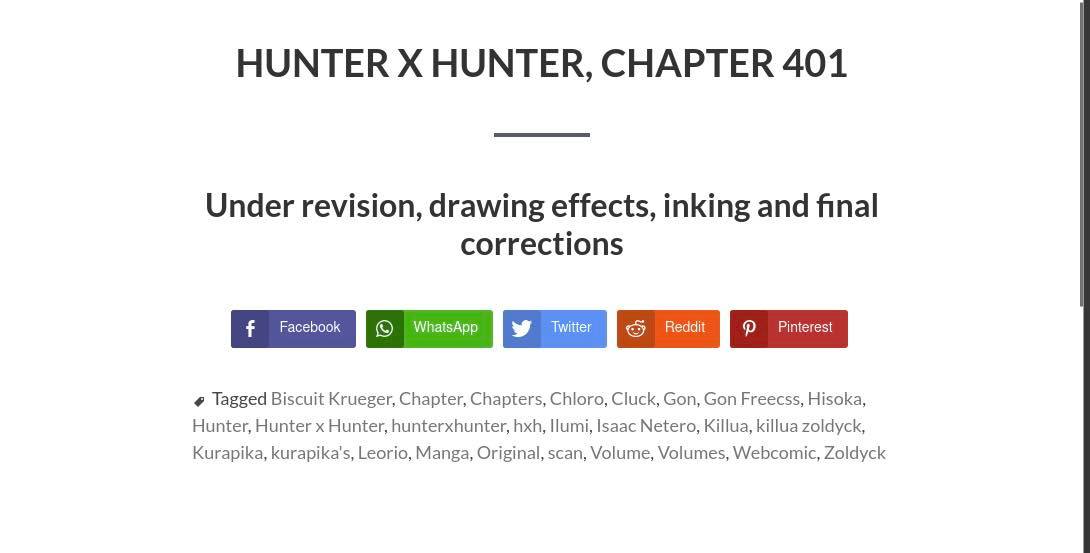 HUNTER X HUNTER, CHAPTER 401
Under revision, drawing effects, inking and final
corrections
Facebook WhatsApp Twitter Reddit Pinterest
Tagged Biscuit Krueger, Chapter, Chapters, Chloro, Cluck, Gon, Gon Freecss, Hisoka,
Hunter, Hunter x Hunter, hunterxhunter, hxh, Ilumi, Isaac Netero, Killua, killua zoldyck,
Kurapika, kurapika's, Leorio, Manga, Original, scan, Volume, Volumes, Webcomic, Zoldyck